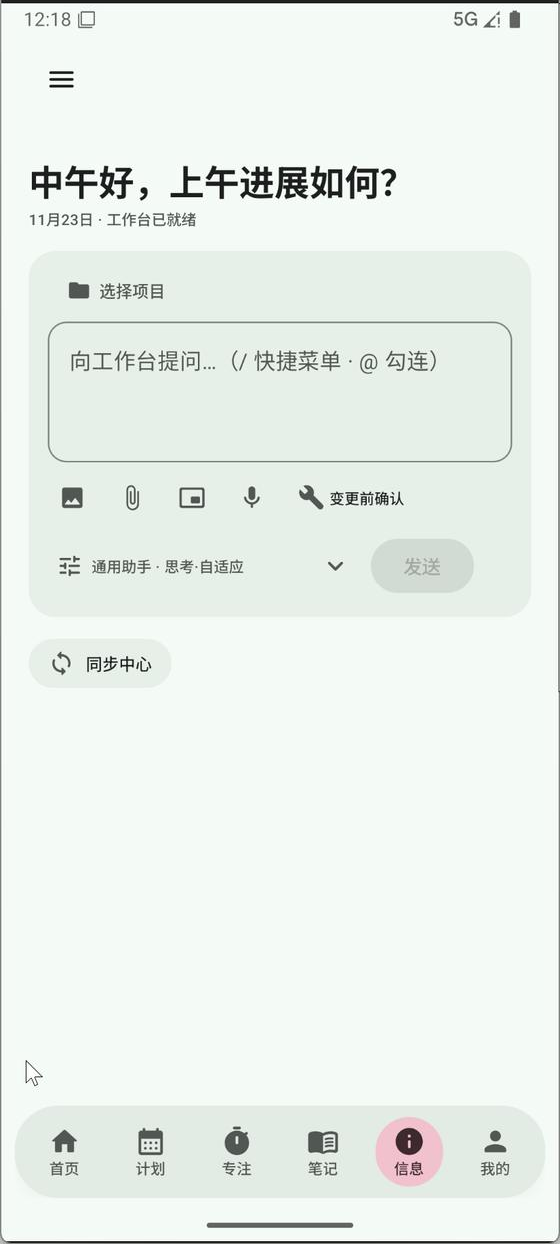 12:18 5G
中午好，上午进展如何？
11月23日 · 工作台已就绪
选择项目
向工作台提问…（/ 快捷菜单 · @ 勾连）
变更前确认
通用助手 · 思考·自适应 发送
同步中心
首页 计划 专注 笔记 信息 我的